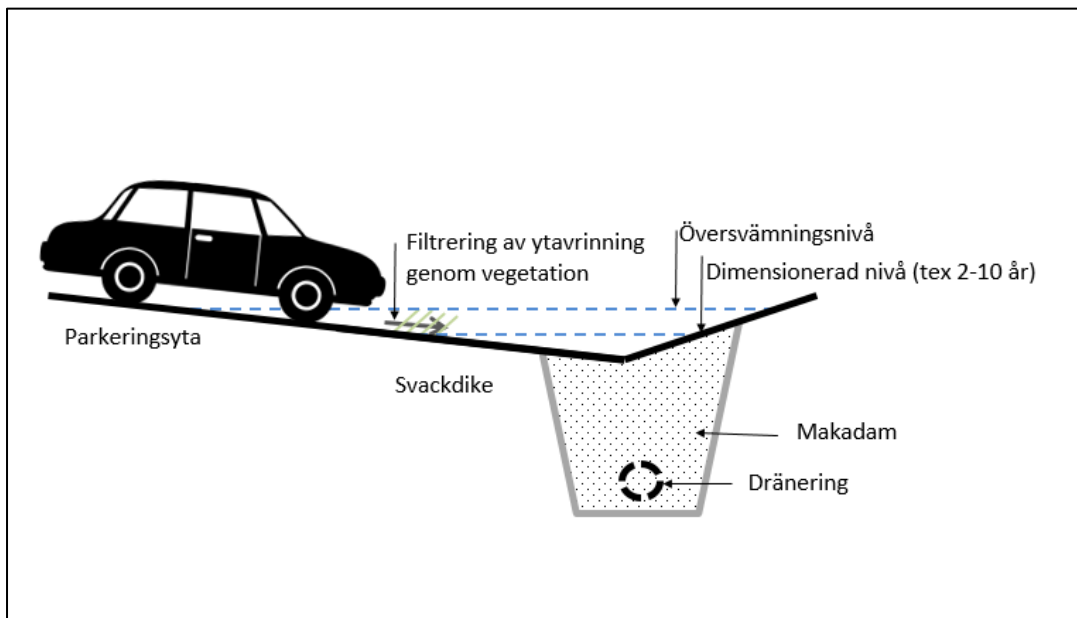 Filtrering av ytavrinning
genom vegetation
Översvämningsnivå
Dimensionerad nivå (tex 2-10 år)
Parkeringsyta
Svackdike
Makadam
Dränering